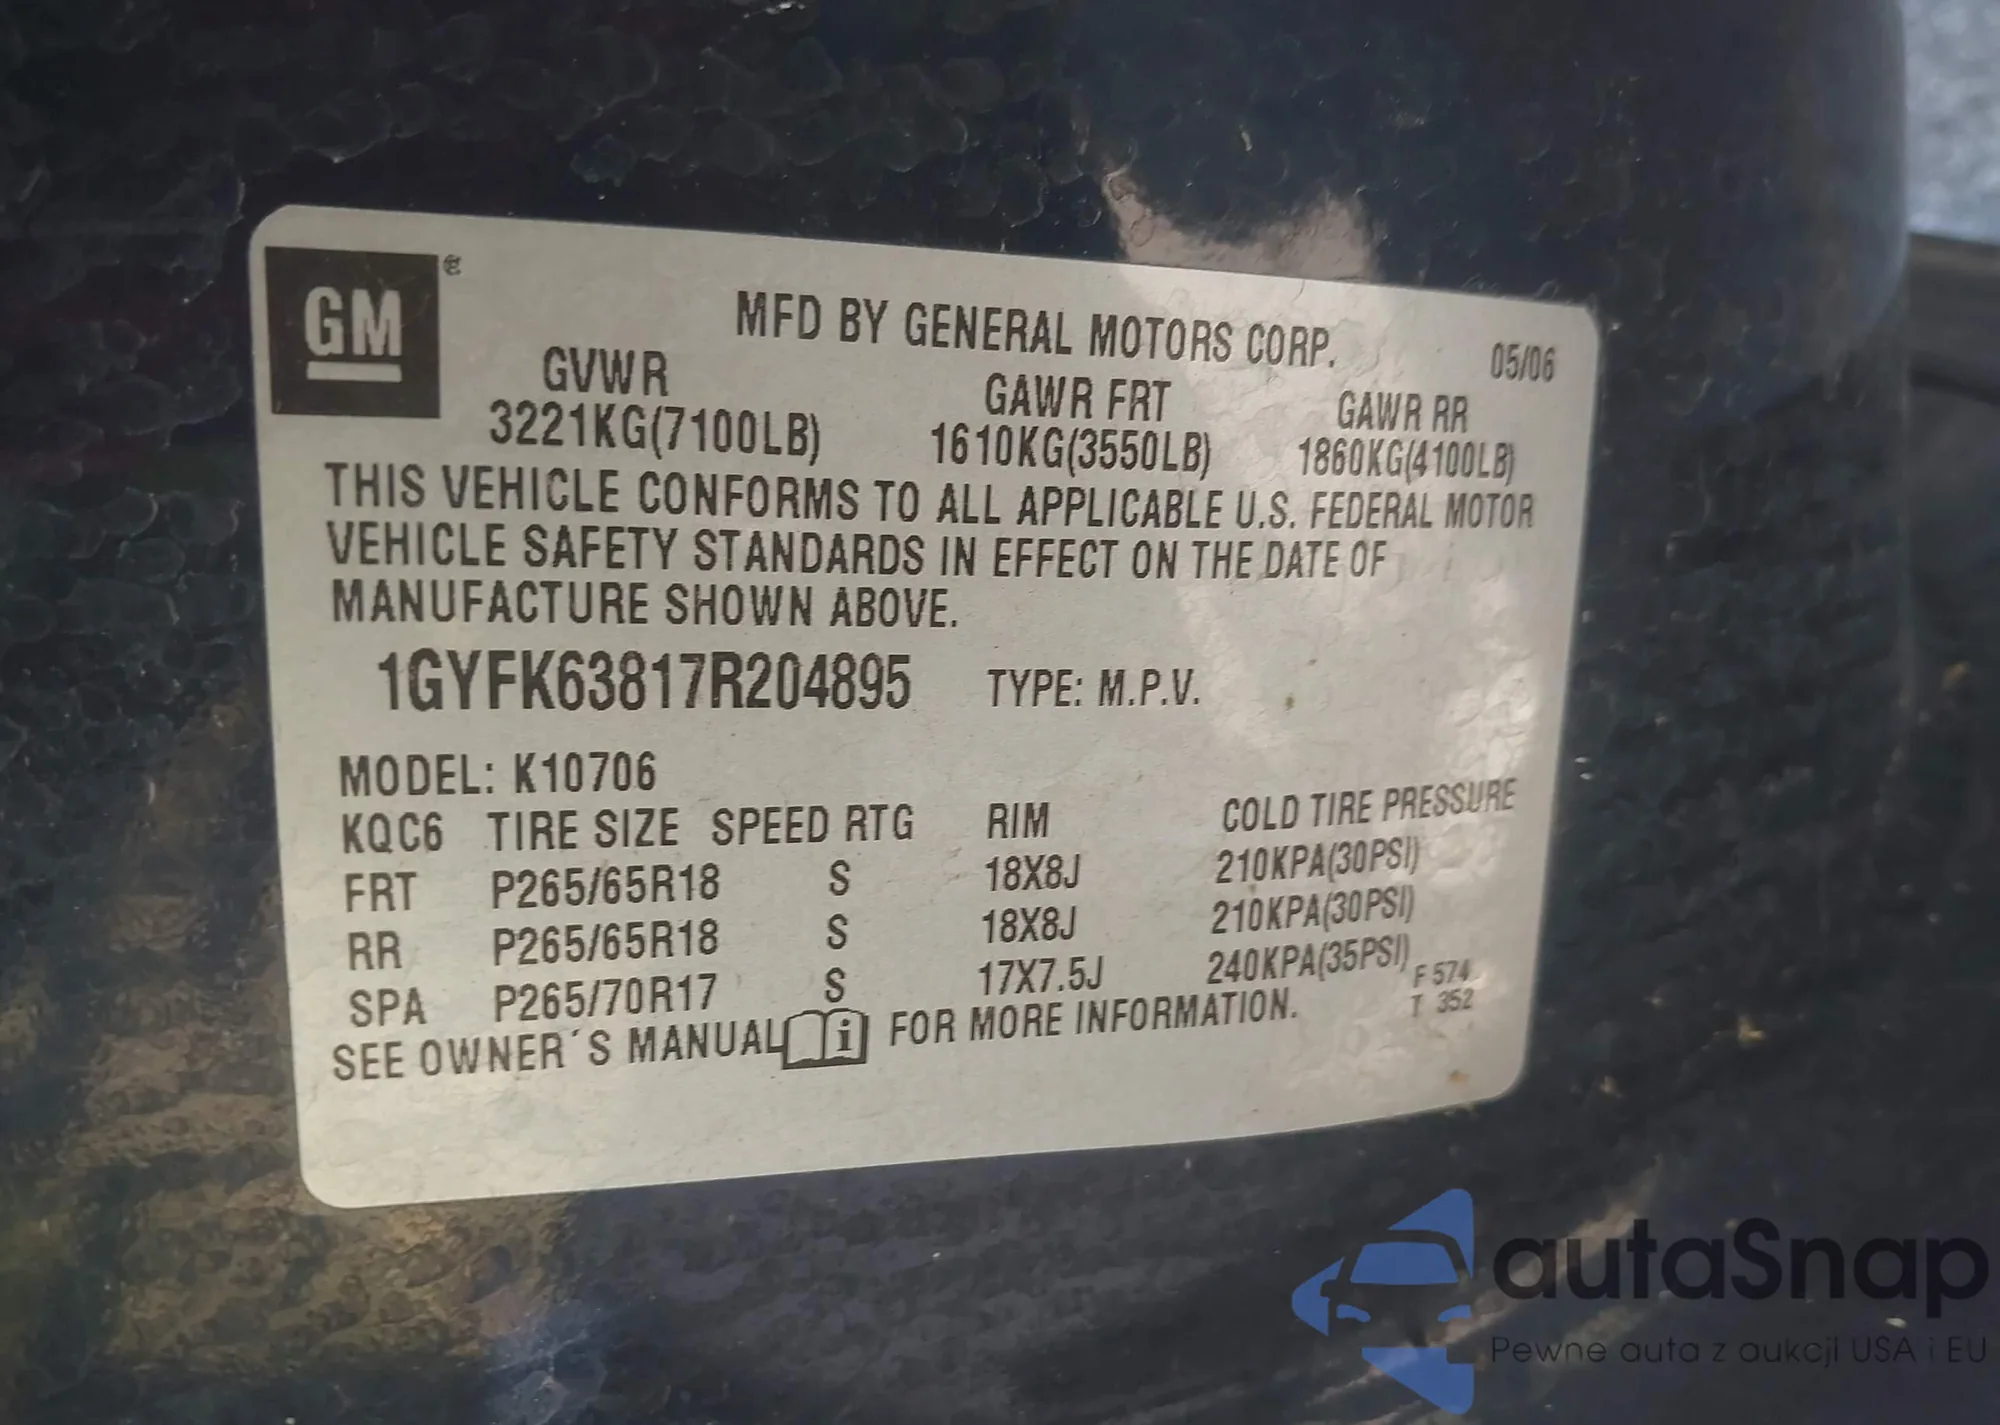 GM
MFD BY GENERAL MOTORS CORP.
05/06
GVWR GAWR FRT GAWR RR
3221KG(7100LB) 1610KG(3550LB) 1860KG(4100LB)
THIS VEHICLE CONFORMS TO ALL APPLICABLE U.S. FEDERAL MOTOR
VEHICLE SAFETY STANDARDS IN EFFECT ON THE DATE OF
MANUFACTURE SHOWN ABOVE.
1GYFK63817R204895 TYPE: M.P.V.
MODEL: K10706
KQC6 TIRE SIZE SPEED RTG RIM COLD TIRE PRESSURE
FRT P265/65R18 S 18X8J 210KPA(30PSI)
RR P265/65R18 S 18X8J 210KPA(30PSI)
SPA P265/70R17 S 17X7.5J 240KPA(35PSI)
F 574
T 352
SEE OWNER´S MANUAL i FOR MORE INFORMATION.
autaSnap
Pewne auta z aukcji USA i EU